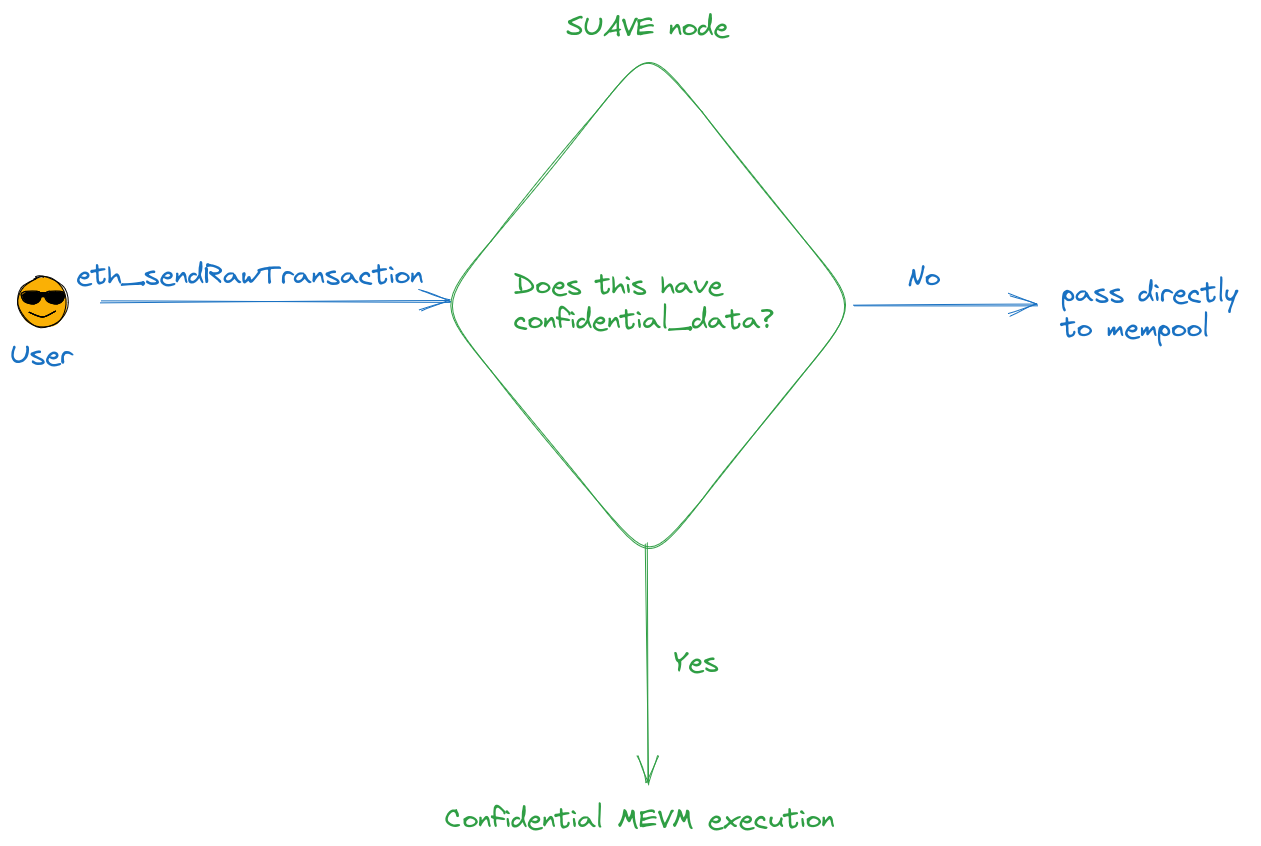 SUAVE node
eth_sendRawTransaction
User
Does this have
confidential_data?
No
pass directly
to mempool
Yes
Confidential MEVM execution